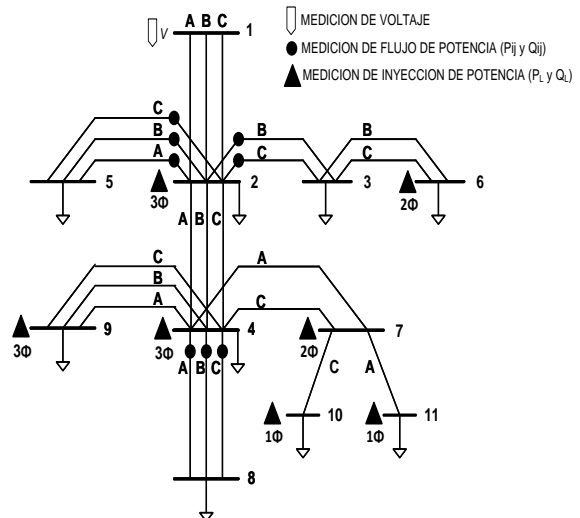 A B C 1
V
MEDICION DE VOLTAJE
MEDICION DE FLUJO DE POTENCIA (Pij y Qij)
MEDICION DE INYECCION DE POTENCIA (PL y QL)
C
B
A
B
C
B
C
5
3Φ
2
3
2Φ
6
A B C
C
B
A
A
C
3Φ
9
3Φ
4
2Φ
7
A B C
C A
1Φ
10
1Φ
11
8